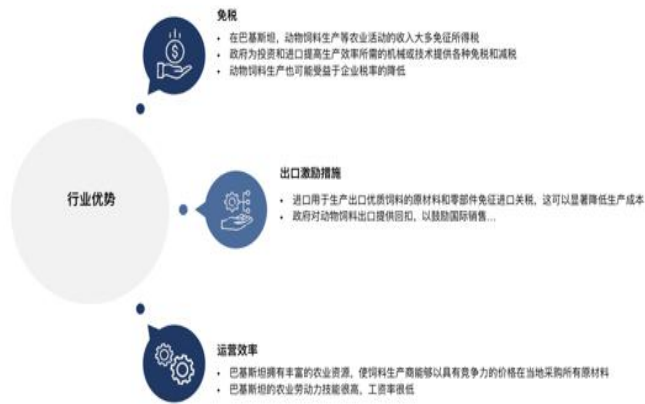 免税
• 在巴基斯坦，动物饲料生产等农业活动的收入大多免征所得税
• 政府为投资和进口提高生产效率所需的机械或技术提供各种免税和减税
• 动物饲料生产也可能受益于企业税率的降低
行业优势
出口激励措施
• 进口用于生产出口优质饲料的原材料和零部件免征进口关税，这可以显著降低生产成本
• 政府对动物饲料出口提供回扣，以鼓励国际销售...
运营效率
• 巴基斯坦拥有丰富的农业资源，使饲料生产商能够以具有竞争力的价格在当地采购所有原材料
• 巴基斯坦的农业劳动力技能很高，工资率很低